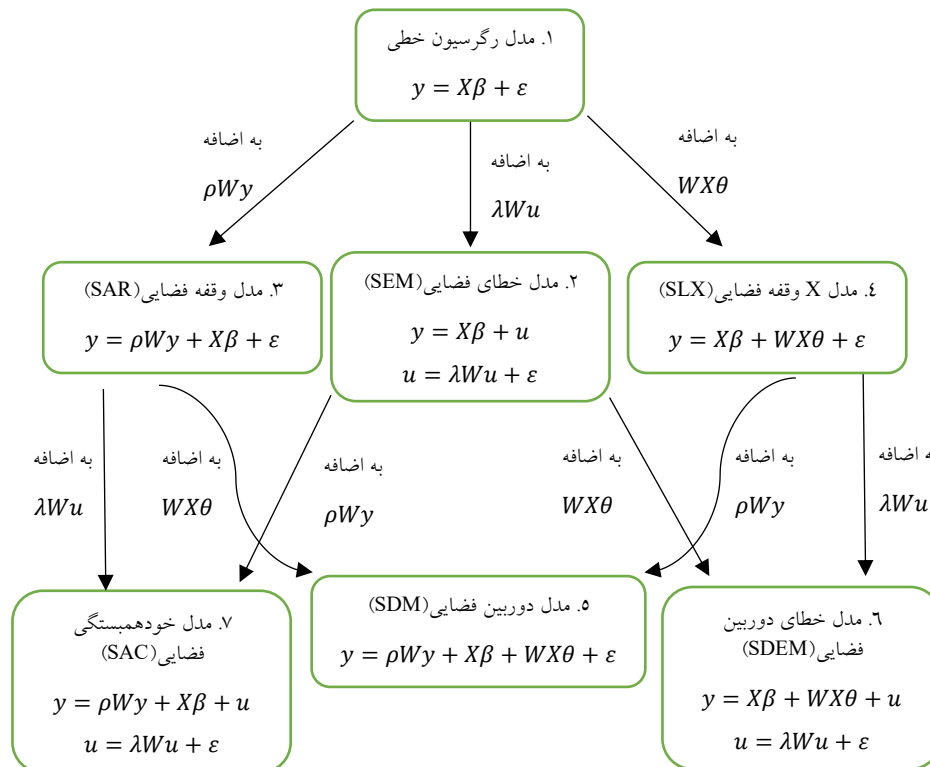 ۱. مدل رگرسیون خطی
y = Xβ + ε
به اضافه
ρWy
به اضافه
λWu
به اضافه
WXθ
۳. مدل وقفه فضایی(SAR)
y = ρWy + Xβ + ε
۲. مدل خطای فضایی(SEM)
y = Xβ + u
u = λWu + ε
٤. مدل X وقفه فضایی(SLX)
y = Xβ + WXθ + ε
به اضافه
λWu
به اضافه
WXθ
به اضافه
ρWy
به اضافه
WXθ
به اضافه
ρWy
به اضافه
λWu
۷. مدل خودهمبستگی
فضایی(SAC)
y = ρWy + Xβ + u
u = λWu + ε
۵. مدل دوربین فضایی(SDM)
y = ρWy + Xβ + WXθ + ε
٦. مدل خطای دوربین
فضایی(SDEM)
y = Xβ + WXθ + u
u = λWu + ε